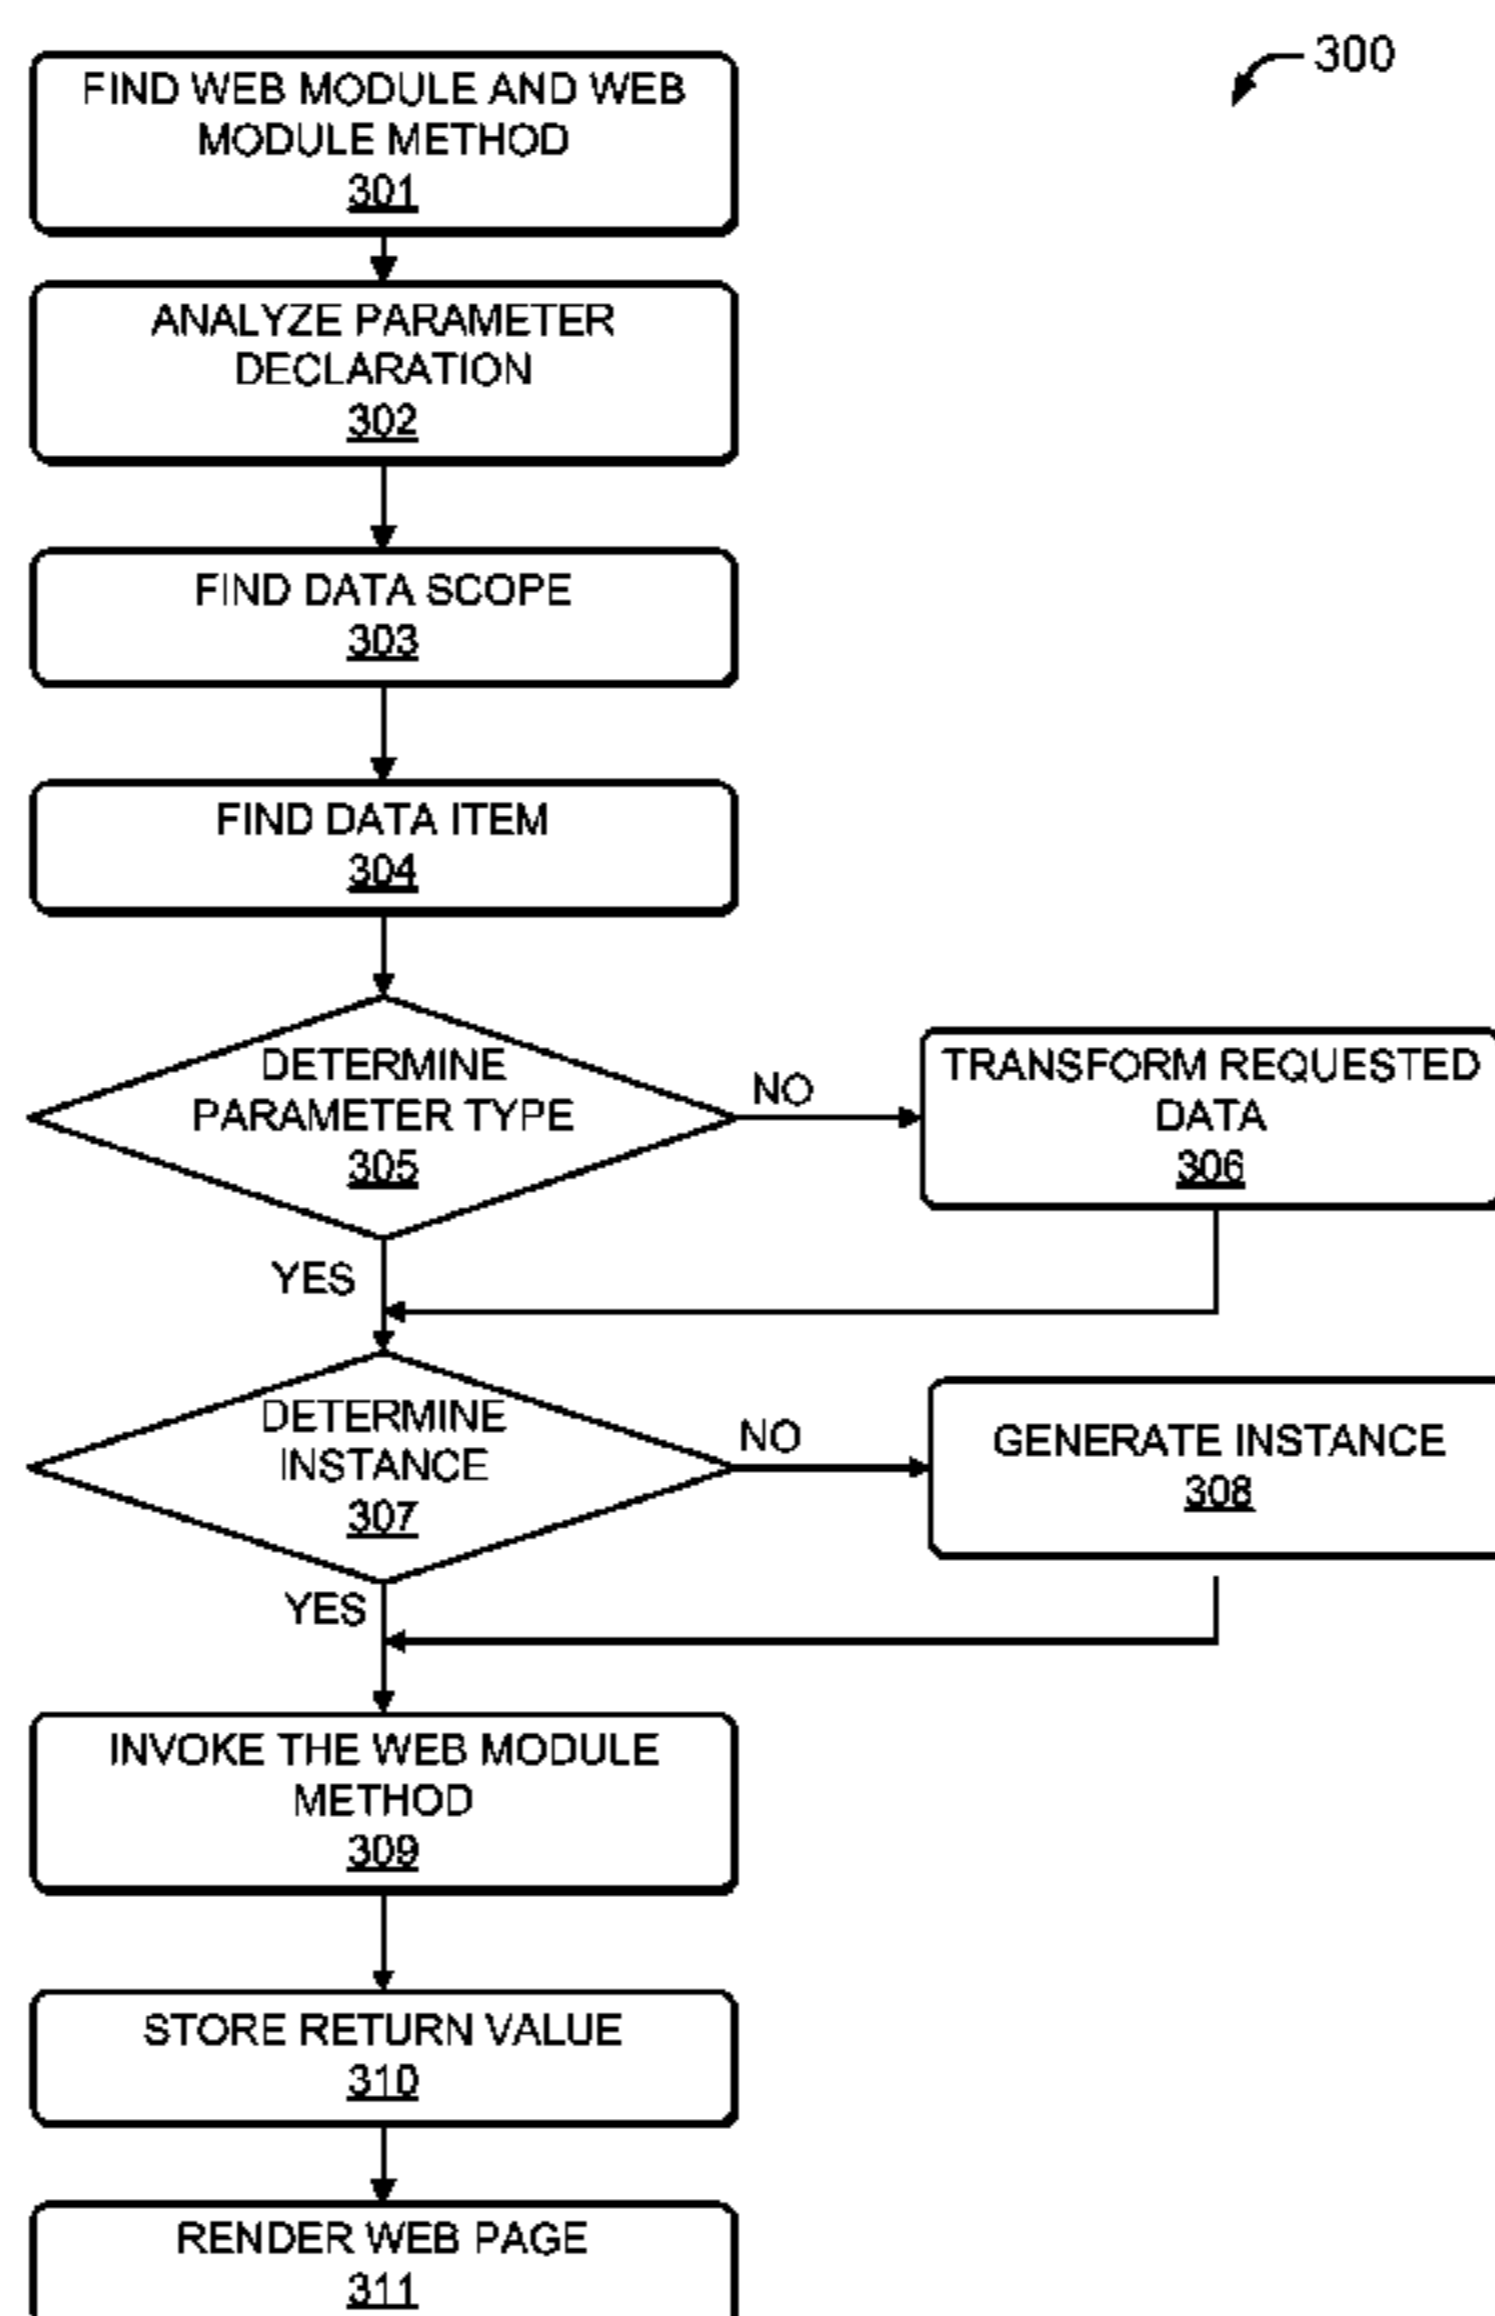 300
FIND WEB MODULE AND WEB
MODULE METHOD
301
ANALYZE PARAMETER
DECLARATION
302
FIND DATA SCOPE
303
FIND DATA ITEM
304
DETERMINE
PARAMETER TYPE
305
NO
TRANSFORM REQUESTED
DATA
306
YES
DETERMINE
INSTANCE
307
NO
GENERATE INSTANCE
308
YES
INVOKE THE WEB MODULE
METHOD
309
STORE RETURN VALUE
310
RENDER WEB PAGE
311